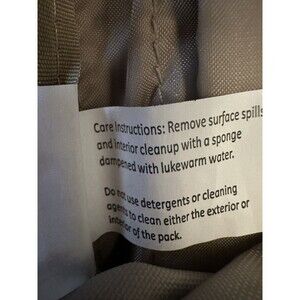 Care Instructions: Remove surface spills
and interior cleanup with a sponge
dampened with lukewarm water.
Do not use detergents or cleaning
agents to clean either the exterior or
interior of the pack.